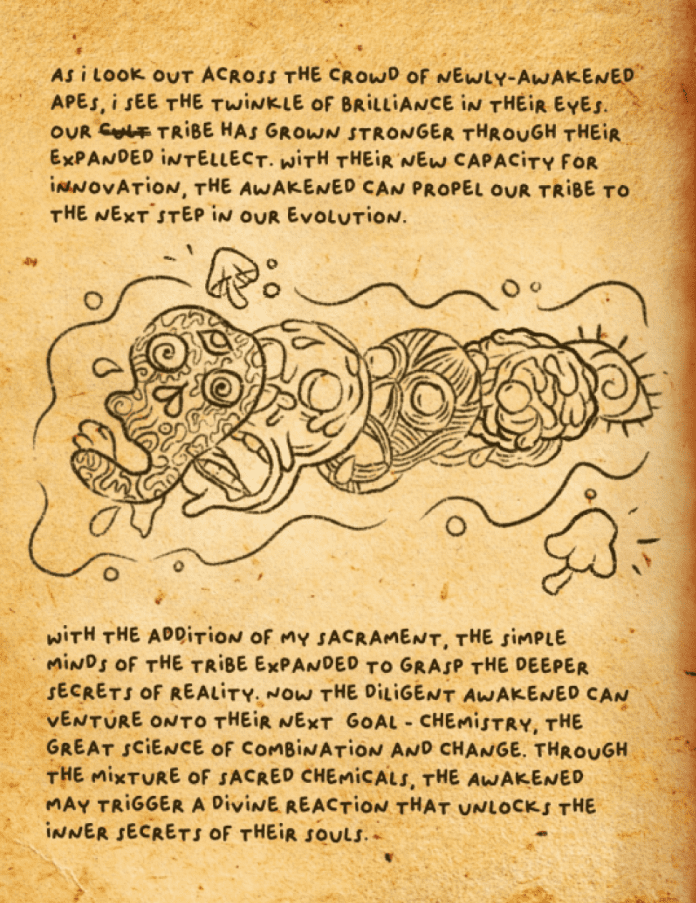 AS i LOOK OUT ACROSS THE CROWD OF NEWLY-AWAKENED
APES, i SEE THE TWINKLE OF BRILLIANCE IN THEIR EYES.
OUR CULT TRIBE HAS GROWN STRONGER THROUGH THEIR
EXPANDED INTELLECT. WITH THEIR NEW CAPACITY FOR
INNOVATION, THE AWAKENED CAN PROPEL OUR TRIBE TO
THE NEXT STEP IN OUR EVOLUTION.
WITH THE ADDITION OF MY SACRAMENT, THE SIMPLE
MINDS OF THE TRIBE EXPANDED TO GRASP THE DEEPER
SECRETS OF REALITY. NOW THE DILIGENT AWAKENED CAN
VENTURE ONTO THEIR NEXT GOAL - CHEMISTRY, THE
GREAT SCIENCE OF COMBINATION AND CHANGE. THROUGH
THE MIXTURE OF SACRED CHEMICALS, THE AWAKENED
MAY TRIGGER A DIVINE REACTION THAT UNLOCKS THE
INNER SECRETS OF THEIR SOULS.